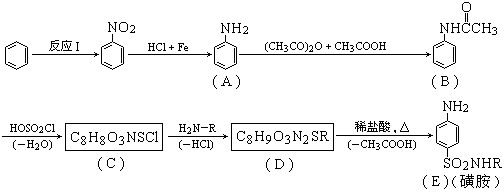 NO₂
NH₂
O
NHCCH₃
反应Ⅰ
HCl + Fe
(CH₃CO)₂O + CH₃COOH
(A)
(B)
HOSO₂Cl
(−H₂O)
C₈H₈O₃NSCl
H₂N−R
(−HCl)
C₈H₉O₃N₂SR
稀盐酸,△
(−CH₃COOH)
NH₂
SO₂NHR
(C)
(D)
(E)(磺胺)